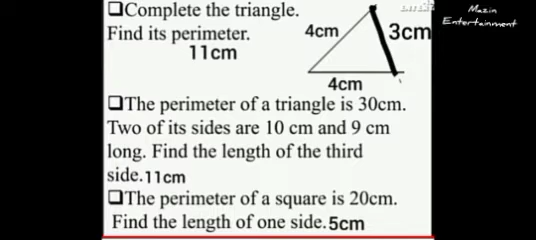 ❑Complete the triangle.
Find its perimeter.
11cm
4cm
3cm
4cm
❑The perimeter of a triangle is 30cm.
Two of its sides are 10 cm and 9 cm
long. Find the length of the third
side.11cm
❑The perimeter of a square is 20cm.
Find the length of one side.5cm
Mazin
Entertainment